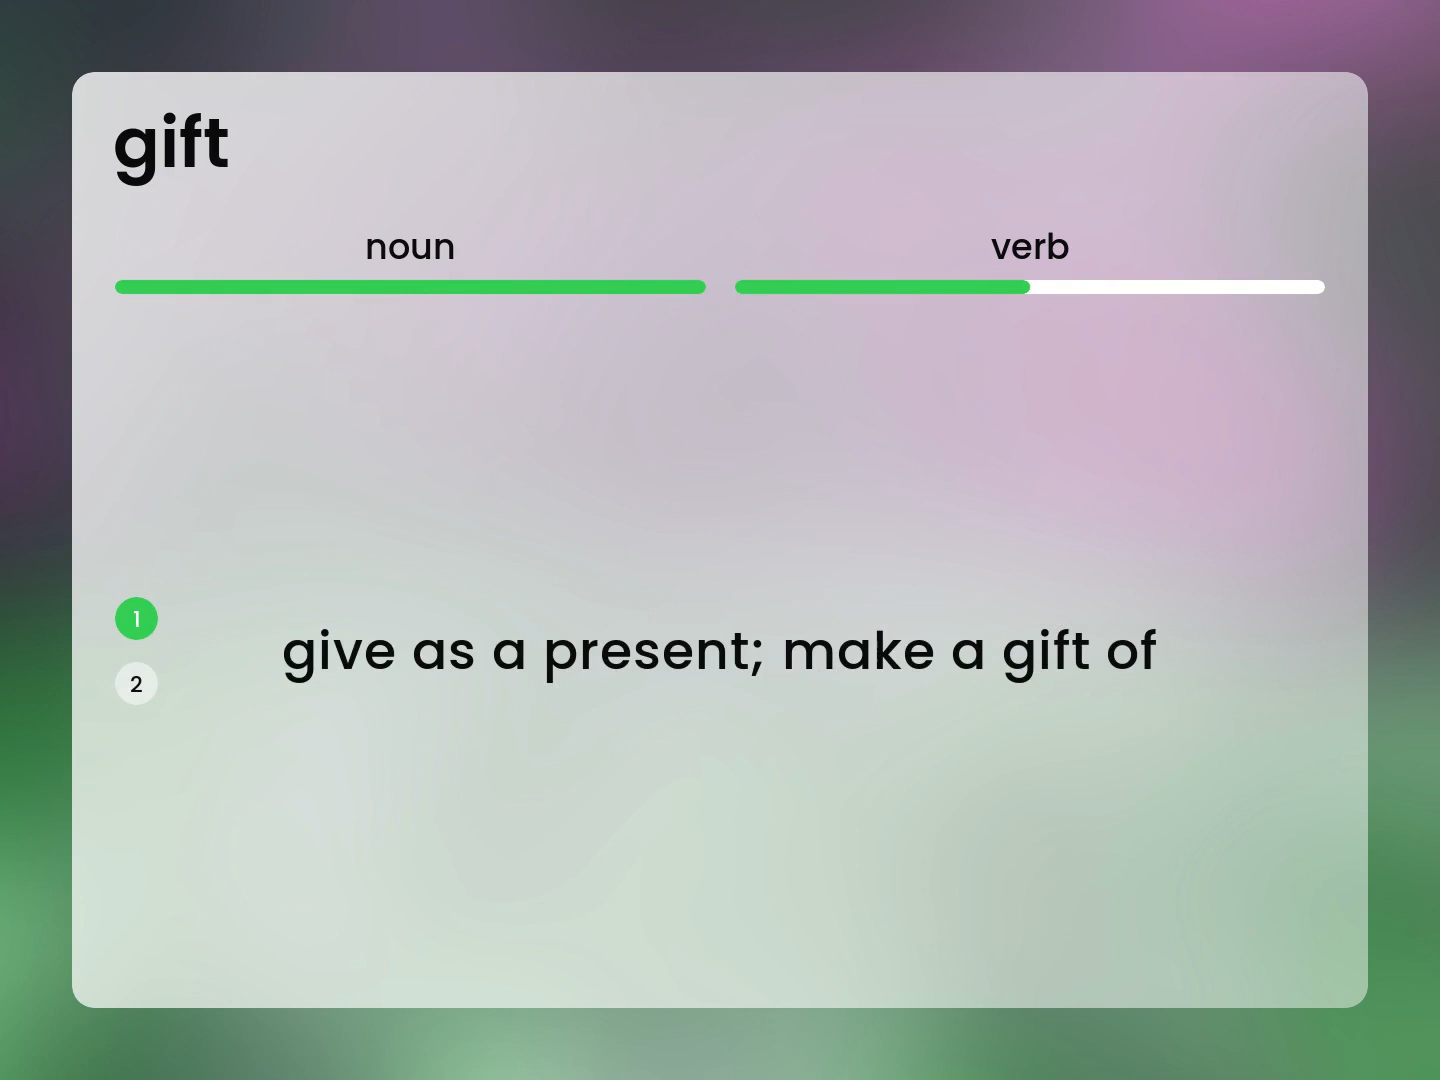 gift
noun
verb
1
2
give as a present; make a gift of